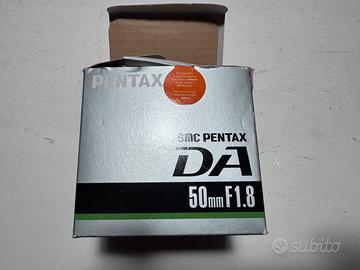 PENTAX
smc PENTAX
DA
50mm F1.8
subito